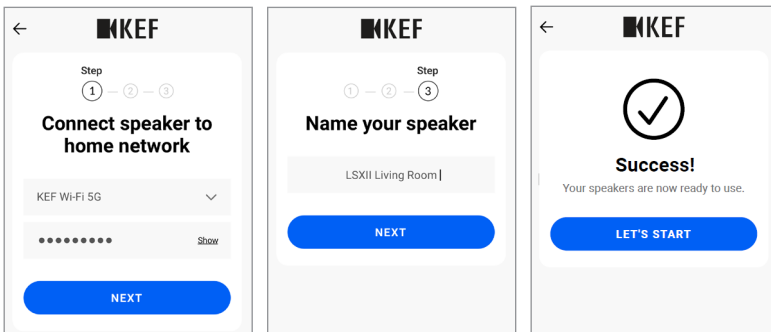 KEF
Step
1 2 3
Connect speaker to
home network
KEF Wi-Fi 5G
Show
NEXT
KEF
Step
1 2 3
Name your speaker
LSXII Living Room
NEXT
KEF
Success!
Your speakers are now ready to use.
LET'S START